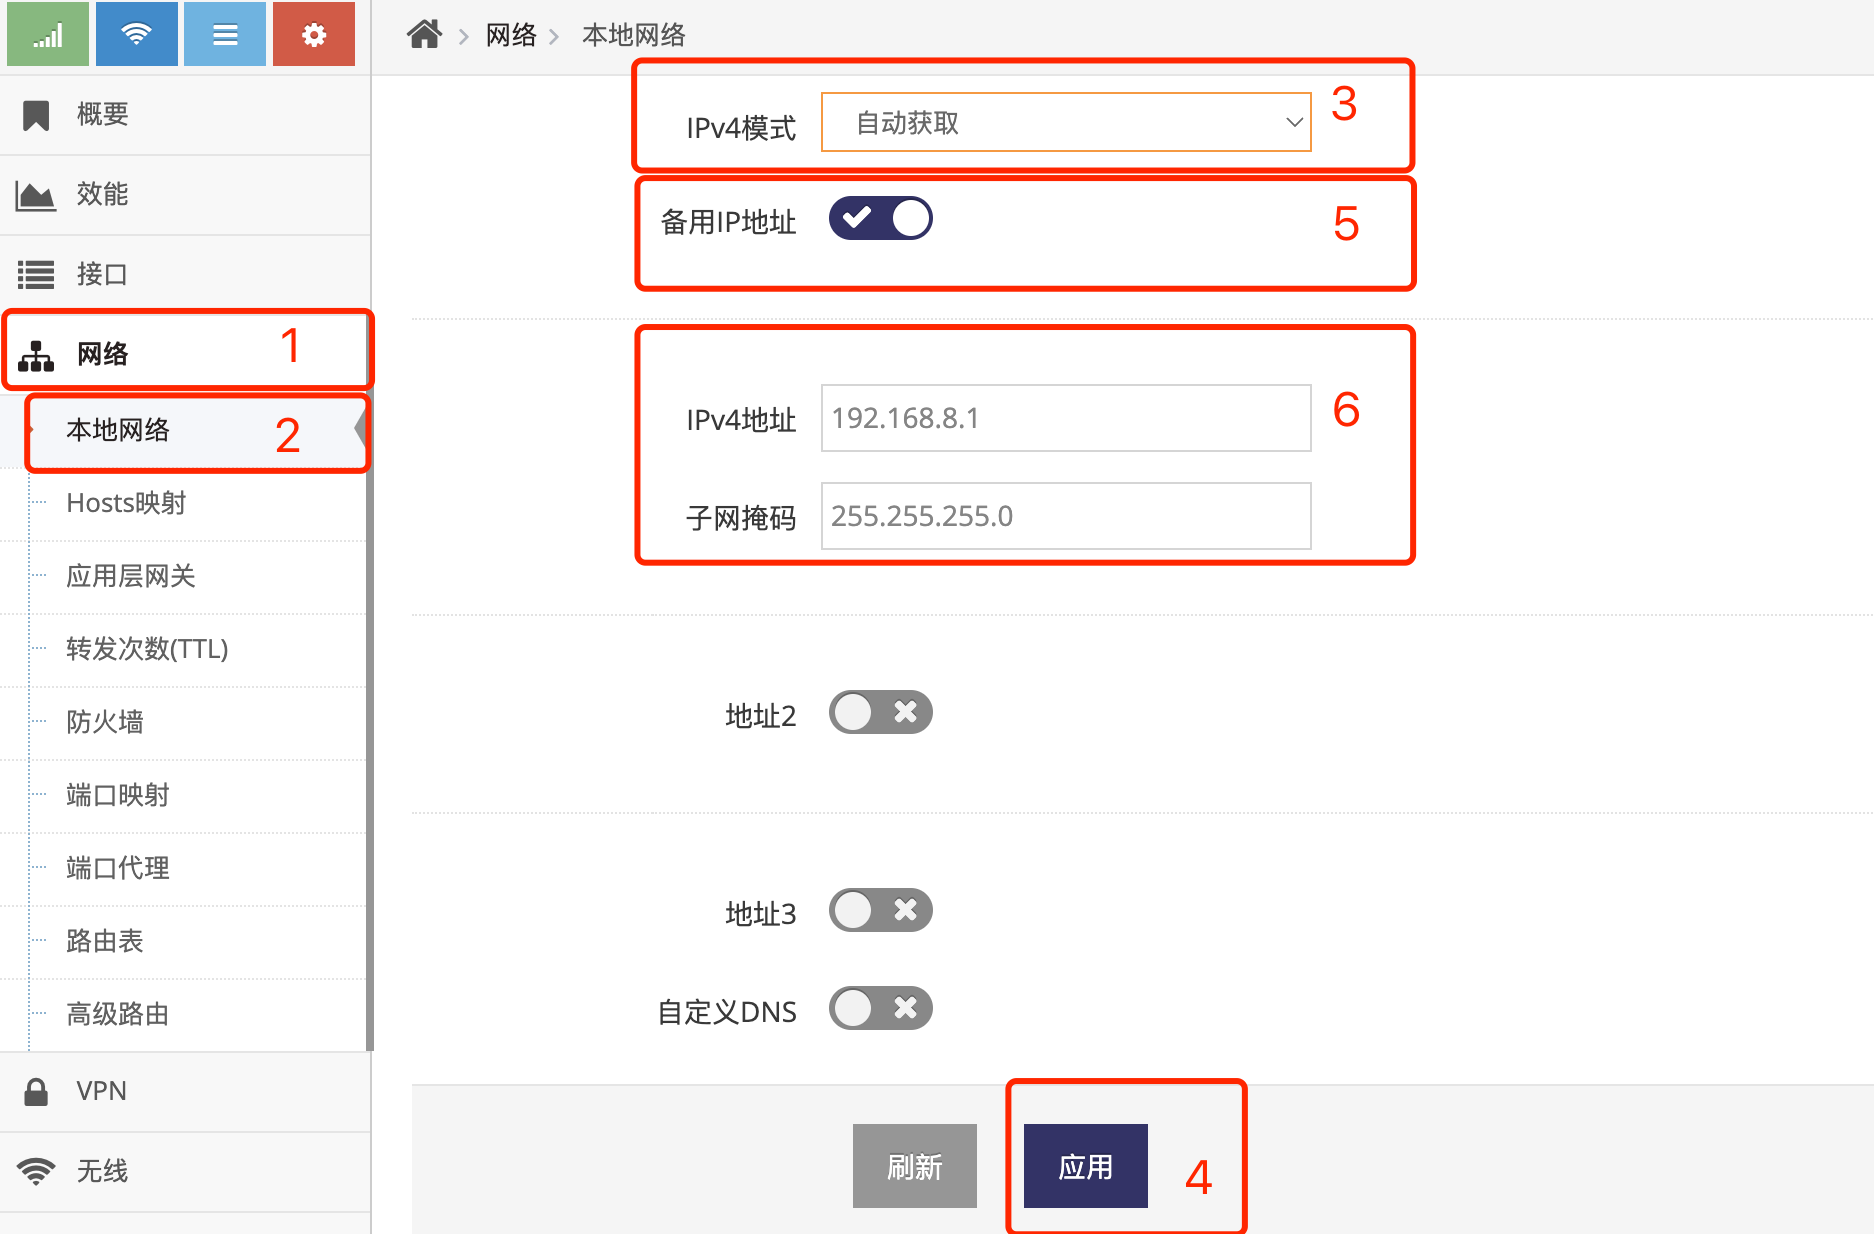 网络
本地网络
概要
效能
接口
网络 1
本地网络 2
Hosts映射
应用层网关
转发次数(TTL)
防火墙
端口映射
端口代理
路由表
高级路由
VPN
无线
IPv4模式 自动获取 3
备用IP地址 5
IPv4地址 192.168.8.1 6
子网掩码 255.255.255.0
地址2
地址3
自定义DNS
刷新 应用 4